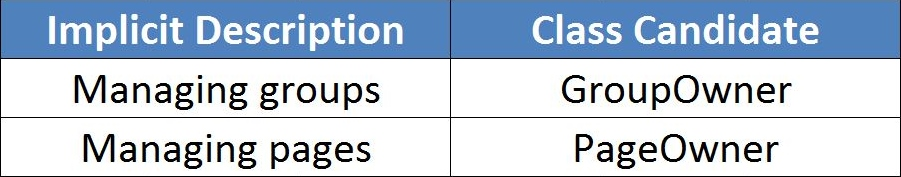 Implicit Description Class Candidate
Managing groups GroupOwner
Managing pages PageOwner